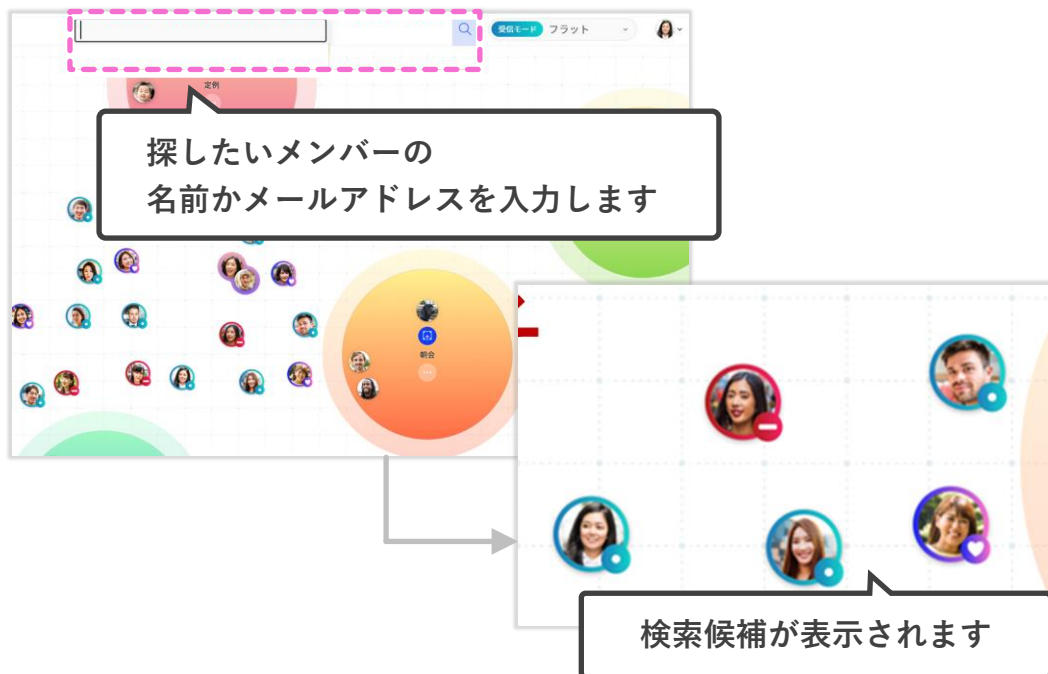 受信モード フラット
定例
探したいメンバーの
名前かメールアドレスを入力します
朝会
検索候補が表示されます